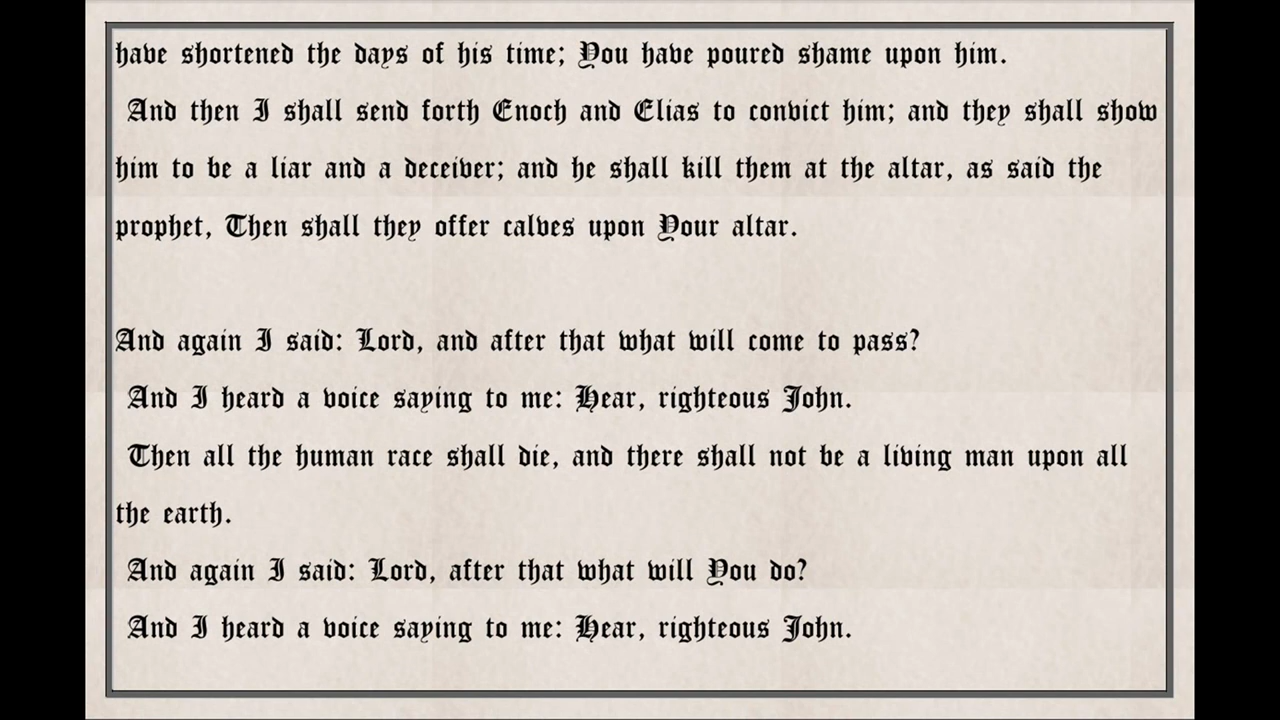 have shortened the days of his time; You have poured shame upon him.
And then I shall send forth Enoch and Elias to convict him; and they shall show
him to be a liar and a deceiver; and he shall kill them at the altar, as said the
prophet, Then shall they offer calves upon Your altar.
And again I said: Lord, and after that what will come to pass?
And I heard a voice saying to me: Hear, righteous John.
Then all the human race shall die, and there shall not be a living man upon all
the earth.
And again I said: Lord, after that what will You do?
And I heard a voice saying to me: Hear, righteous John.